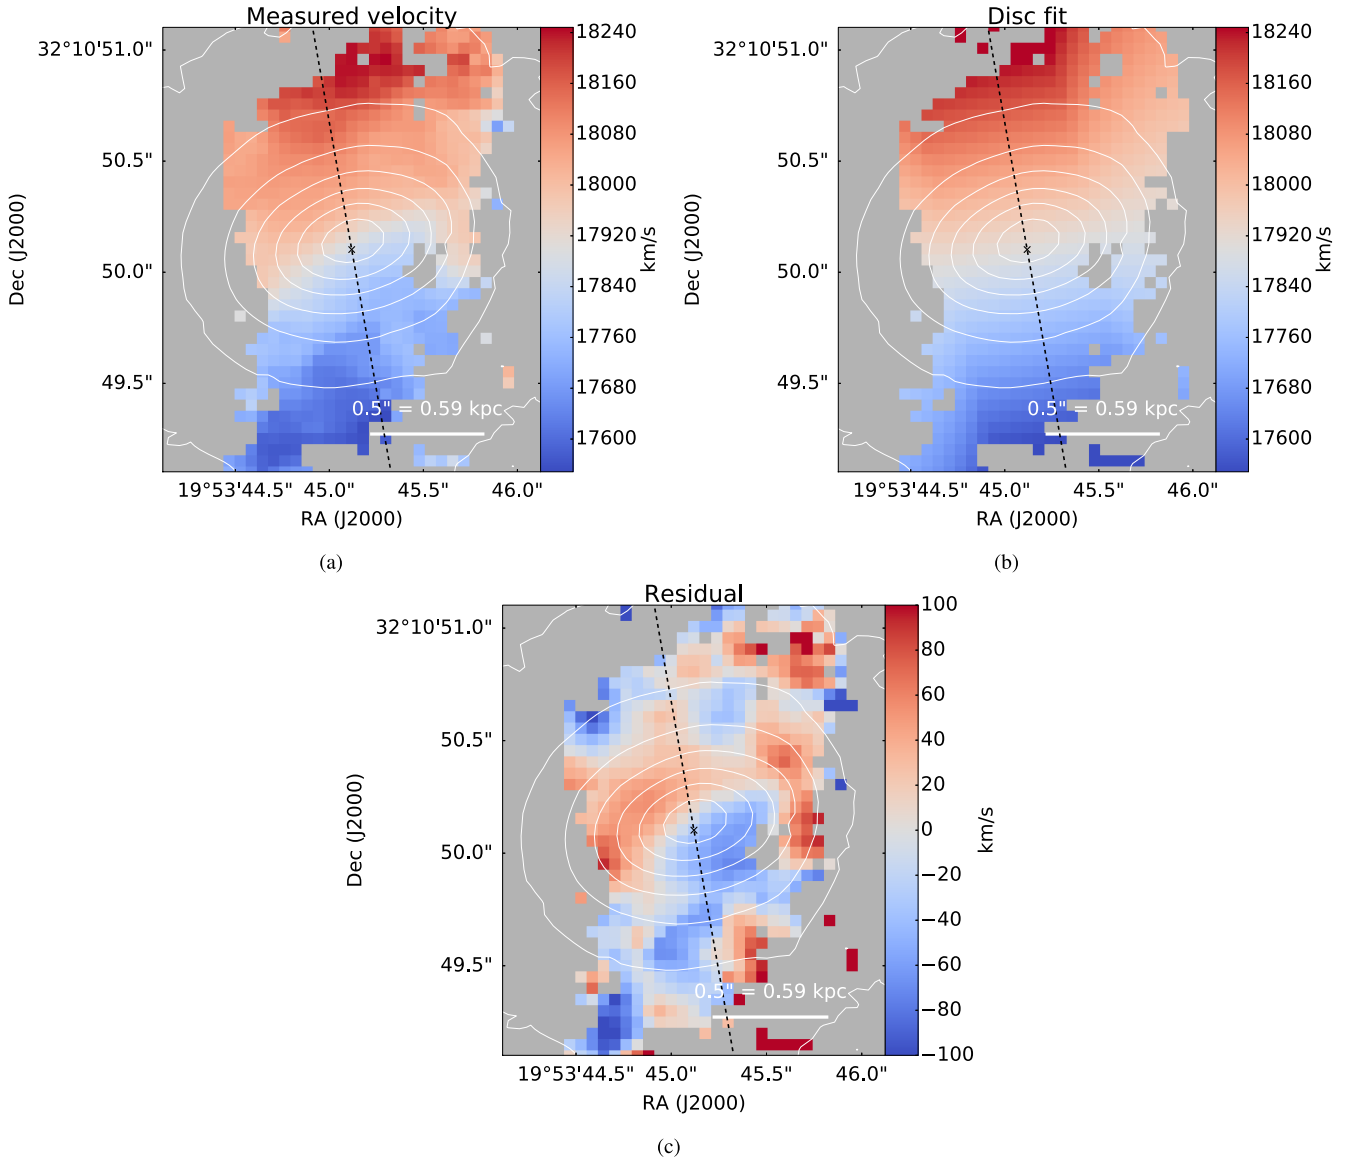 Measured velocity
32°10'51.0"
50.5"
50.0"
49.5"
Dec (J2000)
0.5" = 0.59 kpc
19°53'44.5" 45.0" 45.5" 46.0"
RA (J2000)
18240
18160
18080
18000
17920
17840
17760
17680
17600
km/s
(a)
Disc fit
32°10'51.0"
50.5"
50.0"
49.5"
Dec (J2000)
0.5" = 0.59 kpc
19°53'44.5" 45.0" 45.5" 46.0"
RA (J2000)
18240
18160
18080
18000
17920
17840
17760
17680
17600
km/s
(b)
Residual
32°10'51.0"
50.5"
50.0"
49.5"
Dec (J2000)
0.5" = 0.59 kpc
19°53'44.5" 45.0" 45.5" 46.0"
RA (J2000)
100
80
60
40
20
0
−20
−40
−60
−80
−100
km/s
(c)